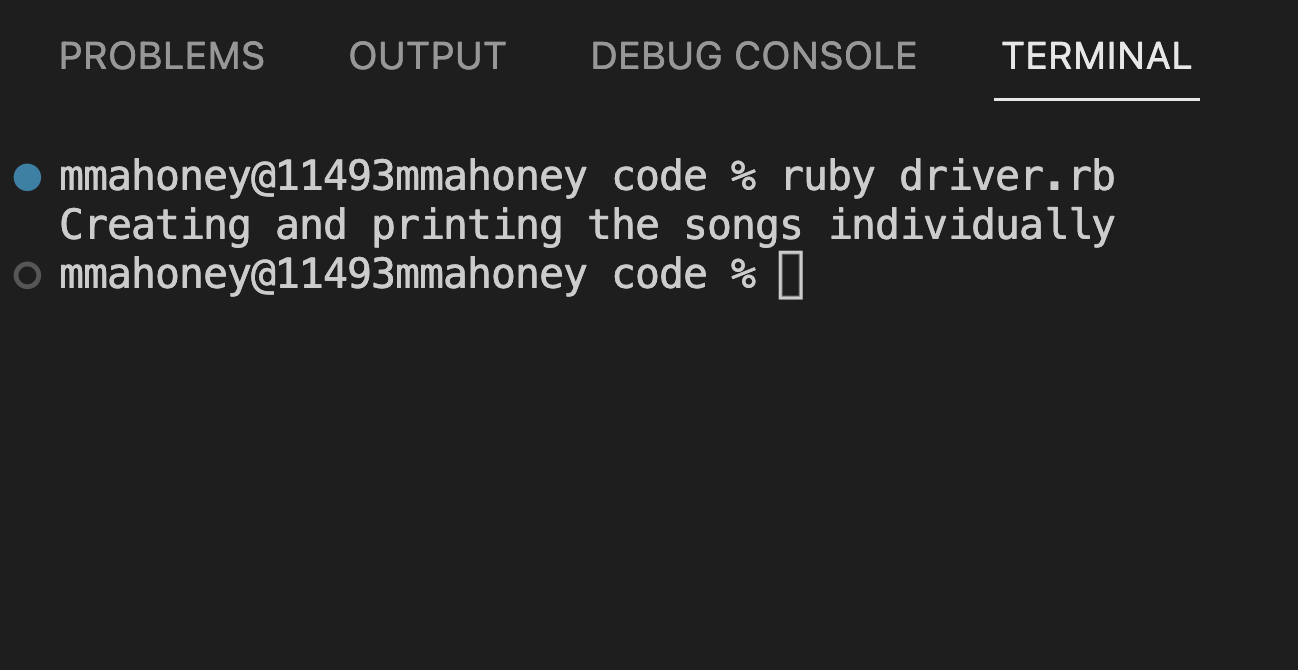 PROBLEMS OUTPUT DEBUG CONSOLE TERMINAL
mmahoney@11493mmahoney code % ruby driver.rb
Creating and printing the songs individually
mmahoney@11493mmahoney code %